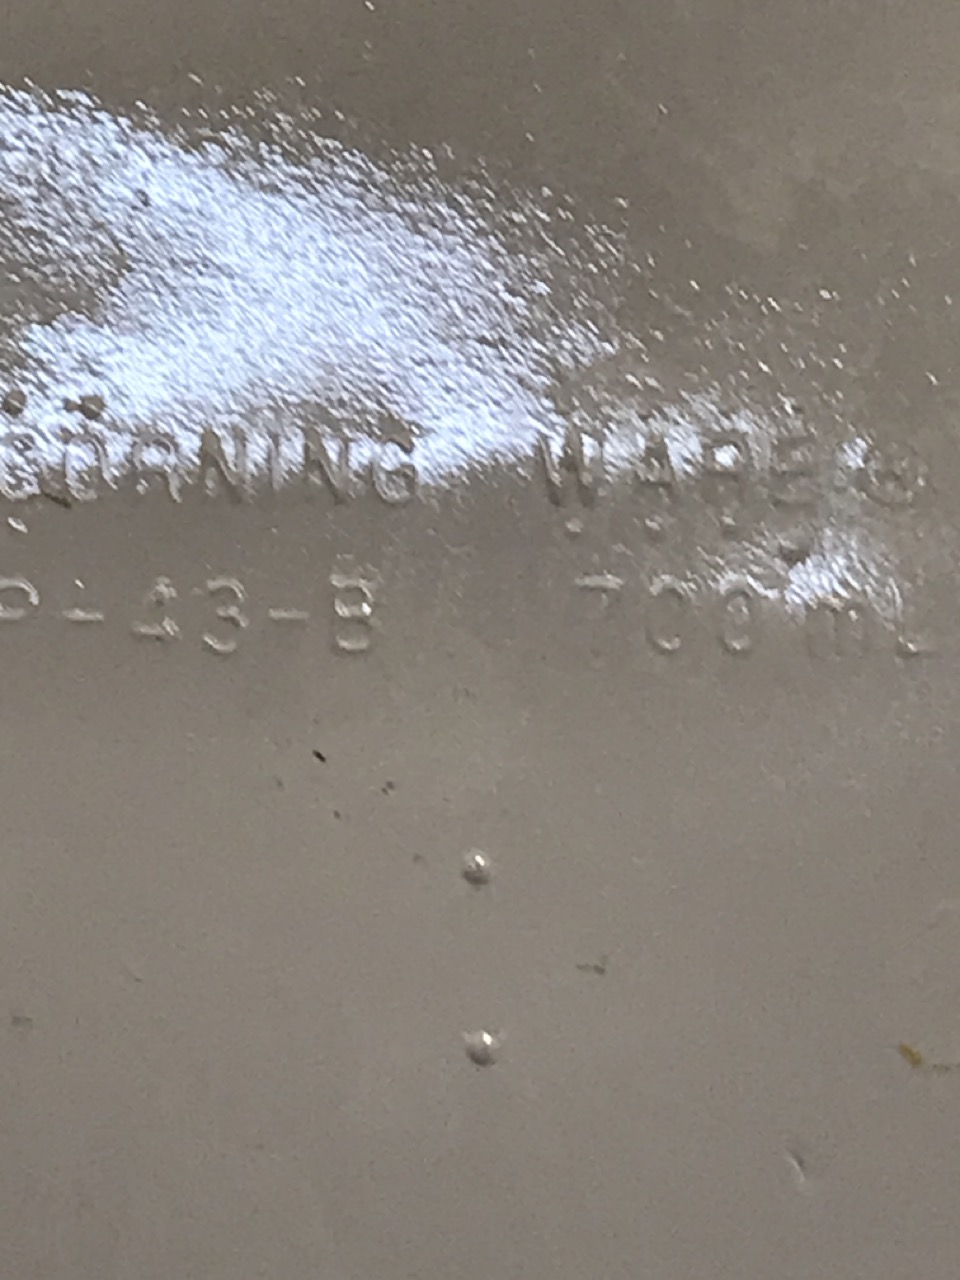 CORNING WARE ®
P-43-B 700 mL